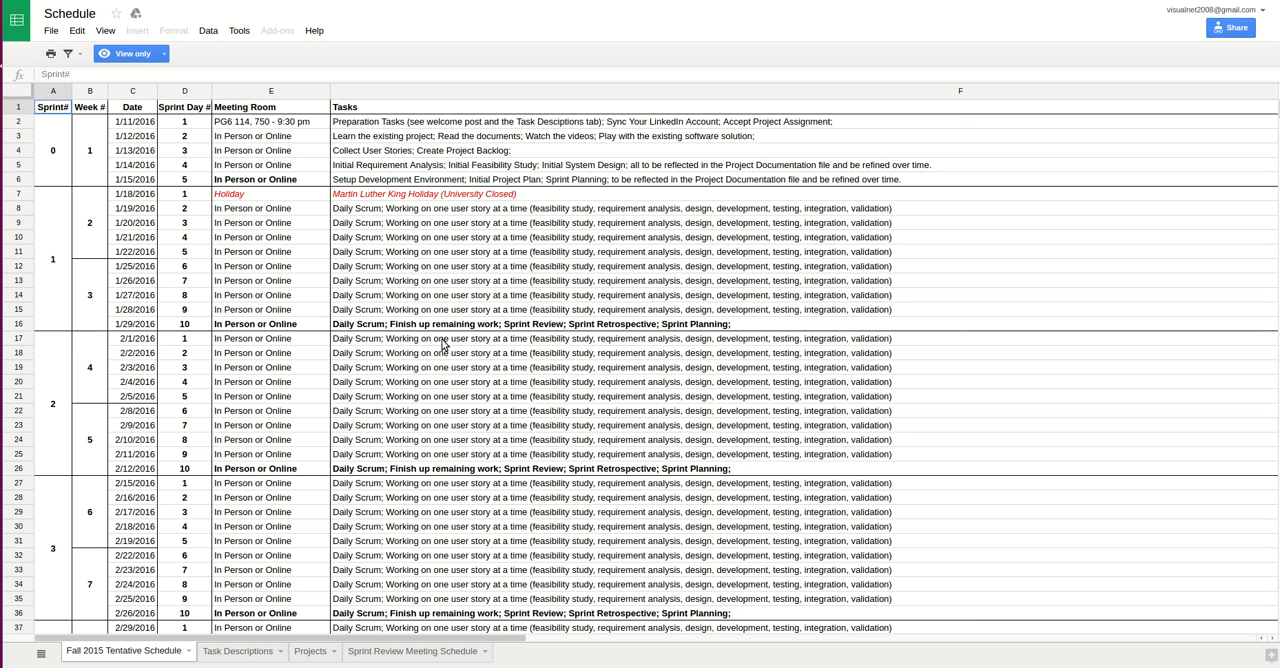 Schedule
visualnet2008@gmail.com
File Edit View Insert Format Data Tools Add-ons Help
Share
View only
fx Sprint#
A B C D E F
1 Sprint# Week # Date Sprint Day # Meeting Room Tasks
2 1/11/2016 1 PG6 114, 750 - 9:30 pm Preparation Tasks (see welcome post and the Task Desciptions tab); Sync Your LinkedIn Account; Accept Project Assignment;
3 1/12/2016 2 In Person or Online Learn the existing project; Read the documents; Watch the videos; Play with the existing software solution;
4 0 1 1/13/2016 3 In Person or Online Collect User Stories; Create Project Backlog;
5 1/14/2016 4 In Person or Online Initial Requirement Analysis; Initial Feasibility Study; Initial System Design; all to be reflected in the Project Documentation file and be refined over time.
6 1/15/2016 5 In Person or Online Setup Development Environment; Initial Project Plan; Sprint Planning; to be reflected in the Project Documentation file and be refined over time.
7 1/18/2016 1 Holiday Martin Luther King Holiday (University Closed)
8 1/19/2016 2 In Person or Online Daily Scrum; Working on one user story at a time (feasibility study, requirement analysis, design, development, testing, integration, validation)
9 2 1/20/2016 3 In Person or Online Daily Scrum; Working on one user story at a time (feasibility study, requirement analysis, design, development, testing, integration, validation)
10 1/21/2016 4 In Person or Online Daily Scrum; Working on one user story at a time (feasibility study, requirement analysis, design, development, testing, integration, validation)
11 1/22/2016 5 In Person or Online Daily Scrum; Working on one user story at a time (feasibility study, requirement analysis, design, development, testing, integration, validation)
12 1 1/25/2016 6 In Person or Online Daily Scrum; Working on one user story at a time (feasibility study, requirement analysis, design, development, testing, integration, validation)
13 1/26/2016 7 In Person or Online Daily Scrum; Working on one user story at a time (feasibility study, requirement analysis, design, development, testing, integration, validation)
14 3 1/27/2016 8 In Person or Online Daily Scrum; Working on one user story at a time (feasibility study, requirement analysis, design, development, testing, integration, validation)
15 1/28/2016 9 In Person or Online Daily Scrum; Working on one user story at a time (feasibility study, requirement analysis, design, development, testing, integration, validation)
16 1/29/2016 10 In Person or Online Daily Scrum; Finish up remaining work; Sprint Review; Sprint Retrospective; Sprint Planning;
17 2/1/2016 1 In Person or Online Daily Scrum; Working on one user story at a time (feasibility study, requirement analysis, design, development, testing, integration, validation)
18 2/2/2016 2 In Person or Online Daily Scrum; Working on one user story at a time (feasibility study, requirement analysis, design, development, testing, integration, validation)
19 4 2/3/2016 3 In Person or Online Daily Scrum; Working on one user story at a time (feasibility study, requirement analysis, design, development, testing, integration, validation)
20 2/4/2016 4 In Person or Online Daily Scrum; Working on one user story at a time (feasibility study, requirement analysis, design, development, testing, integration, validation)
21 2/5/2016 5 In Person or Online Daily Scrum; Working on one user story at a time (feasibility study, requirement analysis, design, development, testing, integration, validation)
22 2 2/8/2016 6 In Person or Online Daily Scrum; Working on one user story at a time (feasibility study, requirement analysis, design, development, testing, integration, validation)
23 2/9/2016 7 In Person or Online Daily Scrum; Working on one user story at a time (feasibility study, requirement analysis, design, development, testing, integration, validation)
24 5 2/10/2016 8 In Person or Online Daily Scrum; Working on one user story at a time (feasibility study, requirement analysis, design, development, testing, integration, validation)
25 2/11/2016 9 In Person or Online Daily Scrum; Working on one user story at a time (feasibility study, requirement analysis, design, development, testing, integration, validation)
26 2/12/2016 10 In Person or Online Daily Scrum; Finish up remaining work; Sprint Review; Sprint Retrospective; Sprint Planning;
27 2/15/2016 1 In Person or Online Daily Scrum; Working on one user story at a time (feasibility study, requirement analysis, design, development, testing, integration, validation)
28 2/16/2016 2 In Person or Online Daily Scrum; Working on one user story at a time (feasibility study, requirement analysis, design, development, testing, integration, validation)
29 6 2/17/2016 3 In Person or Online Daily Scrum; Working on one user story at a time (feasibility study, requirement analysis, design, development, testing, integration, validation)
30 2/18/2016 4 In Person or Online Daily Scrum; Working on one user story at a time (feasibility study, requirement analysis, design, development, testing, integration, validation)
31 2/19/2016 5 In Person or Online Daily Scrum; Working on one user story at a time (feasibility study, requirement analysis, design, development, testing, integration, validation)
32 3 2/22/2016 6 In Person or Online Daily Scrum; Working on one user story at a time (feasibility study, requirement analysis, design, development, testing, integration, validation)
33 2/23/2016 7 In Person or Online Daily Scrum; Working on one user story at a time (feasibility study, requirement analysis, design, development, testing, integration, validation)
34 7 2/24/2016 8 In Person or Online Daily Scrum; Working on one user story at a time (feasibility study, requirement analysis, design, development, testing, integration, validation)
35 2/25/2016 9 In Person or Online Daily Scrum; Working on one user story at a time (feasibility study, requirement analysis, design, development, testing, integration, validation)
36 2/26/2016 10 In Person or Online Daily Scrum; Finish up remaining work; Sprint Review; Sprint Retrospective; Sprint Planning;
37 2/29/2016 1 In Person or Online Daily Scrum; Working on one user story at a time (feasibility study, requirement analysis, design, development, testing, integration, validation)
Fall 2015 Tentative Schedule Task Descriptions Projects Sprint Review Meeting Schedule